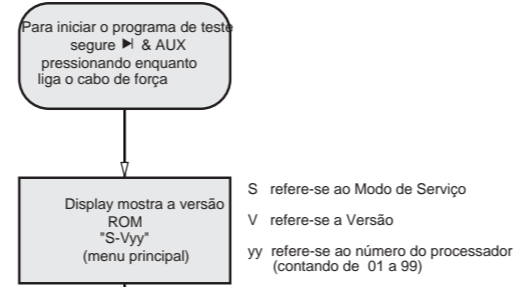 Para iniciar o programa de teste
segure ▶| & AUX
pressionando enquanto
liga o cabo de força
Display mostra a versão
ROM
"S-Vyy"
(menu principal)
S refere-se ao Modo de Serviço
V refere-se a Versão
yy refere-se ao número do processador
(contando de 01 a 99)